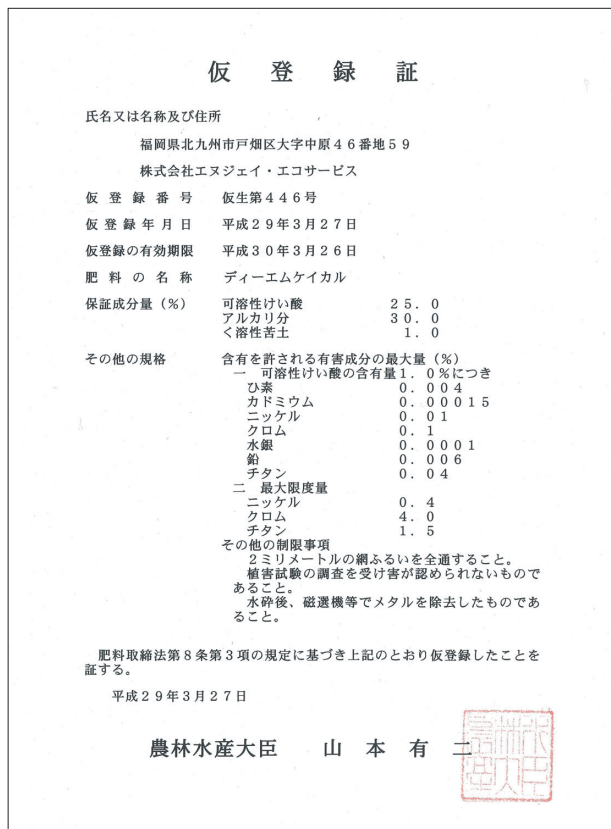 仮登録証
氏名又は名称及び住所
福岡県北九州市戸畑区大字中原46番地59
株式会社エヌジェイ・エコサービス
仮登録番号 仮生第446号
仮登録年月日 平成29年3月27日
仮登録の有効期限 平成30年3月26日
肥料の名称 ディーエムケイカル
保証成分量(%) 可溶性けい酸 25.0
アルカリ分 30.0
く溶性苦土 1.0
その他の規格 含有を許される有害成分の最大量(%)
一 可溶性けい酸の含有量1.0%につき
ひ素 0.004
カドミウム 0.00015
ニッケル 0.01
クロム 0.1
水銀 0.0001
鉛 0.006
チタン 0.04
二 最大限度量
ニッケル 0.4
クロム 4.0
チタン 1.5
その他の制限事項
2ミリメートルの網ふるいを全通すること。
植害試験の調査を受け害が認められないもので
あること。
水砕後、磁選機等でメタルを除去したものであ
ること。
肥料取締法第8条第3項の規定に基づき上記のとおり仮登録したことを
証する。
平成29年3月27日
農林水産大臣 山本有二